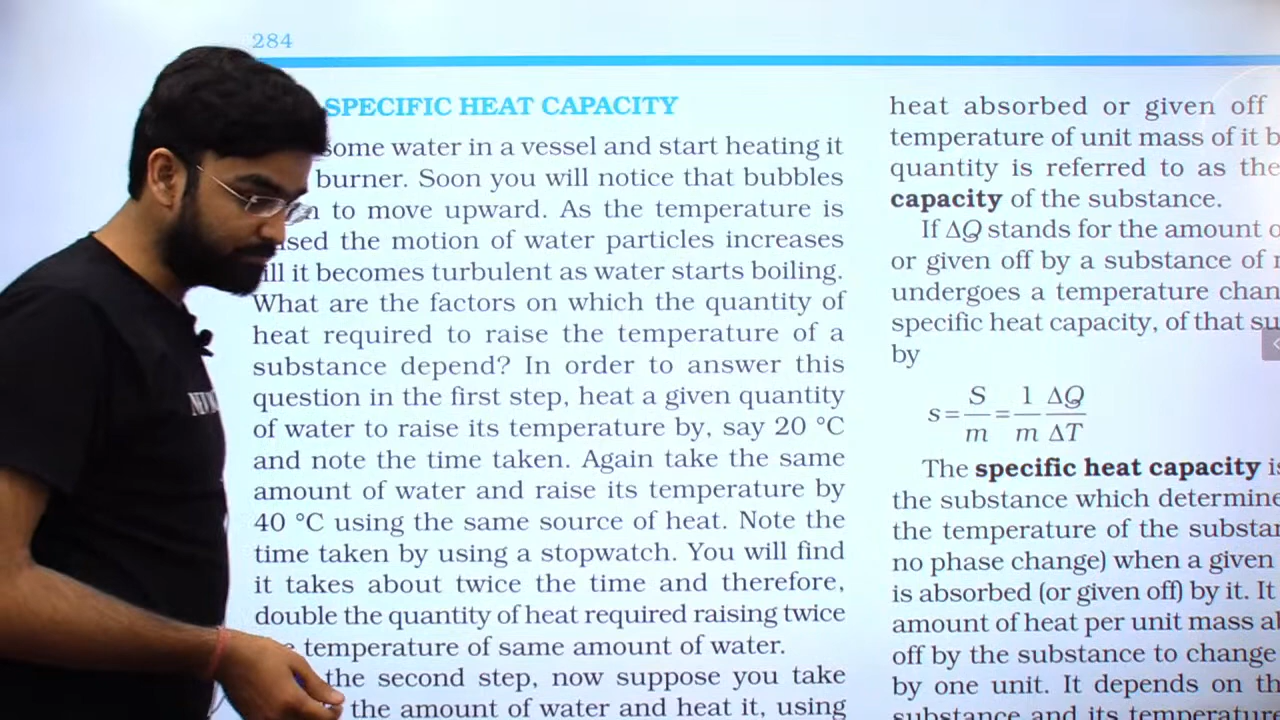 284
SPECIFIC HEAT CAPACITY
some water in a vessel and start heating it
burner. Soon you will notice that bubbles
to move upward. As the temperature is
the motion of water particles increases
it becomes turbulent as water starts boiling.
What are the factors on which the quantity of
heat required to raise the temperature of a
substance depend? In order to answer this
question in the first step, heat a given quantity
of water to raise its temperature by, say 20 °C
and note the time taken. Again take the same
amount of water and raise its temperature by
40 °C using the same source of heat. Note the
time taken by using a stopwatch. You will find
it takes about twice the time and therefore,
double the quantity of heat required raising twice
temperature of same amount of water.
the second step, now suppose you take
the amount of water and heat it, using
heat absorbed or given off
temperature of unit mass of it
quantity is referred to as the
capacity of the substance.
If ΔQ stands for the amount
or given off by a substance of
undergoes a temperature
specific heat capacity, of that
by
s = S/m = 1/m ΔQ/ΔT
The specific heat capacity
the substance which
the temperature of the
no phase change) when a given
is absorbed (or given off) by it. It
amount of heat per unit mass
off by the substance to change
by one unit. It depends on
substance and its temperature